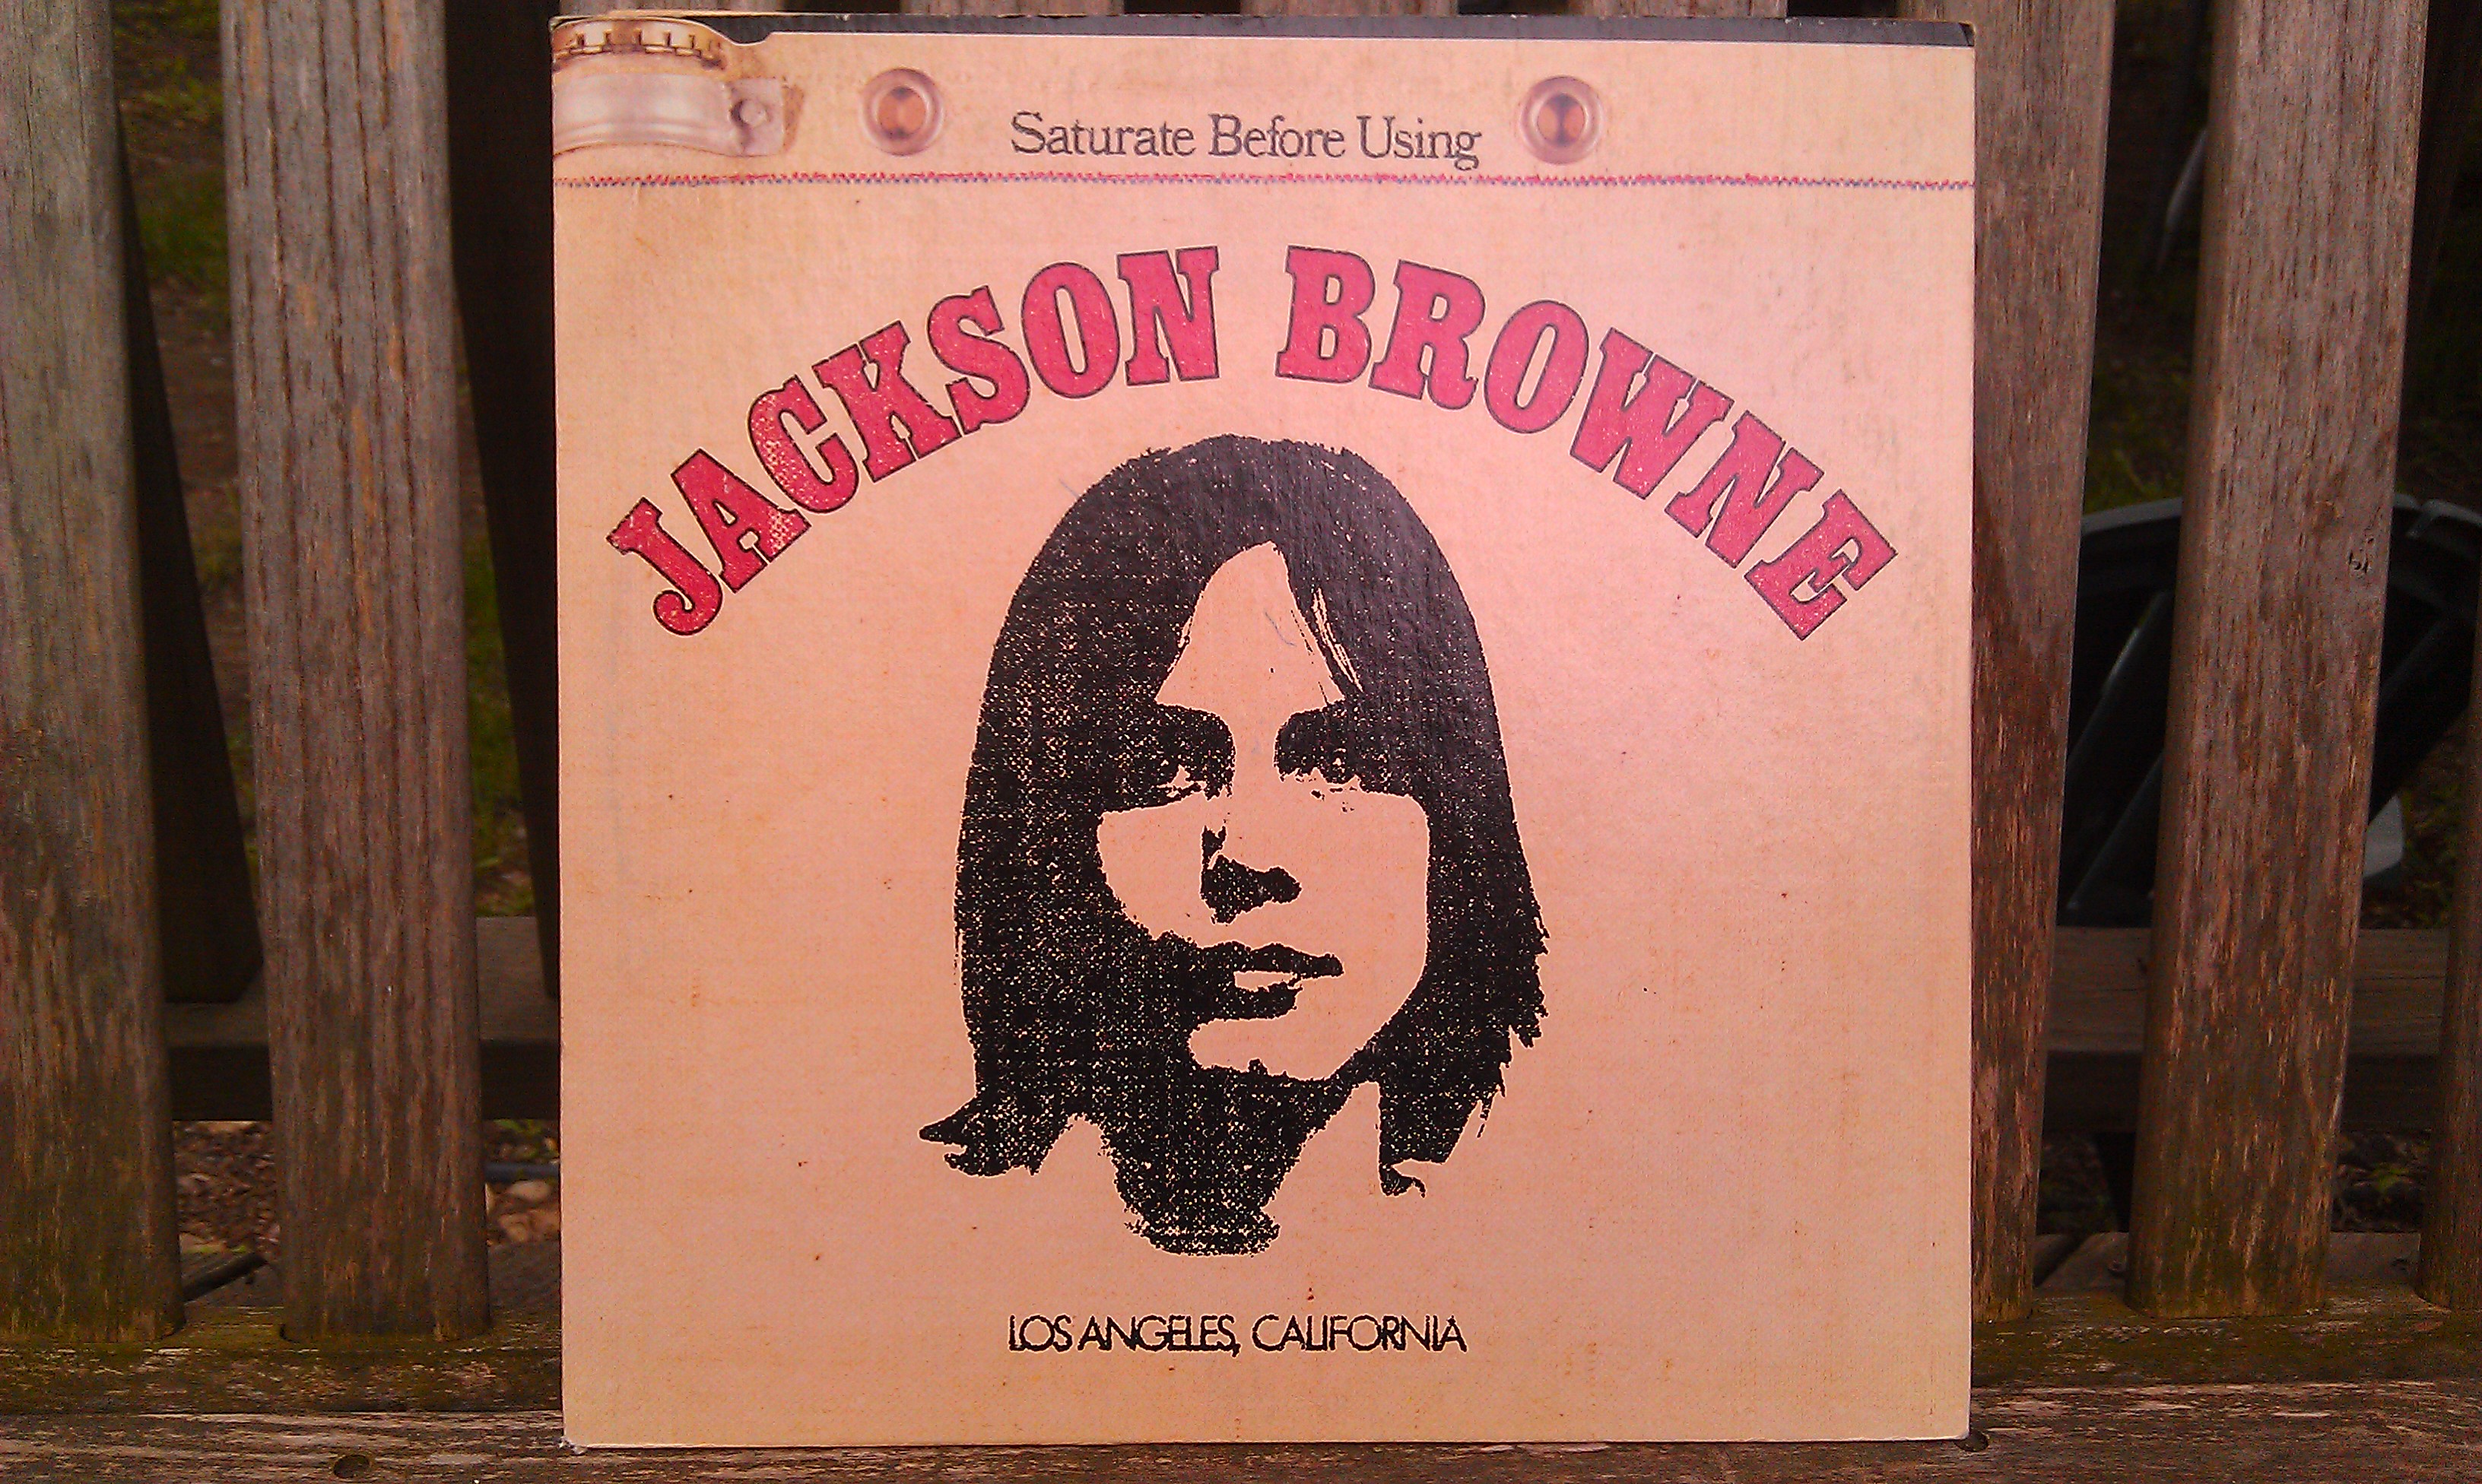 Saturate Before Using
JACKSON BROWNE
LOS ANGELES, CALIFORNIA